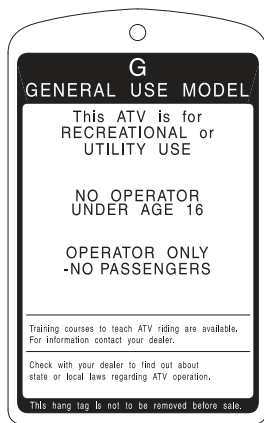 G
GENERAL USE MODEL
This ATV is for
RECREATIONAL or
UTILITY USE
NO OPERATOR
UNDER AGE 16
OPERATOR ONLY
-NO PASSENGERS
Training courses to teach ATV riding are available.
For information contact your dealer.
Check with your dealer to find out about
state or local laws regarding ATV operation.
This hang tag is not to be removed before sale.